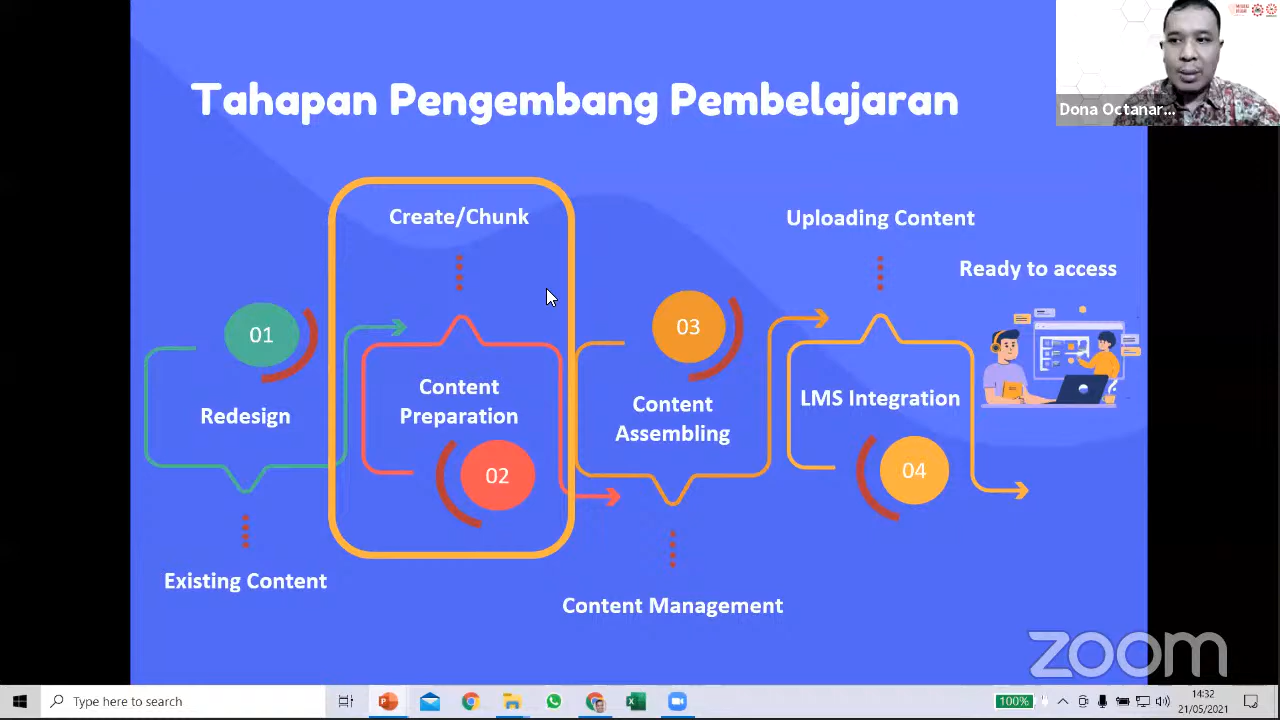 Tahapan Pengembang Pembelajaran
Dona Octanar...
Create/Chunk
Uploading Content
Ready to access
01
03
Content
Preparation
Redesign
Content
Assembling
LMS Integration
02
04
Existing Content
Content Management
zoom
Type here to search
100%
14:32
21/05/2021